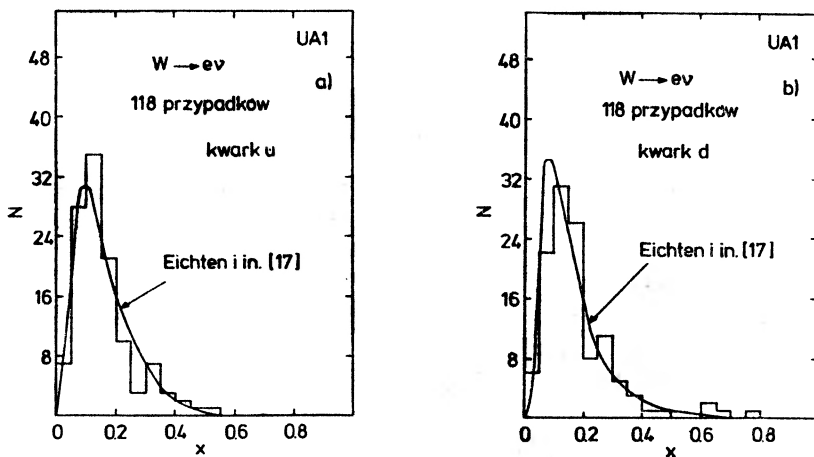 UA1
W → eν
a)
118 przypadków
kwark u
Eichten i in. [17]
N
48
40
32
24
16
8
0 0.2 0.4 0.6 0.8
x
UA1
W → eν
b)
118 przypadków
kwark d
Eichten i in. [17]
N
48
40
32
24
16
8
0 0.2 0.4 0.6 0.8
x